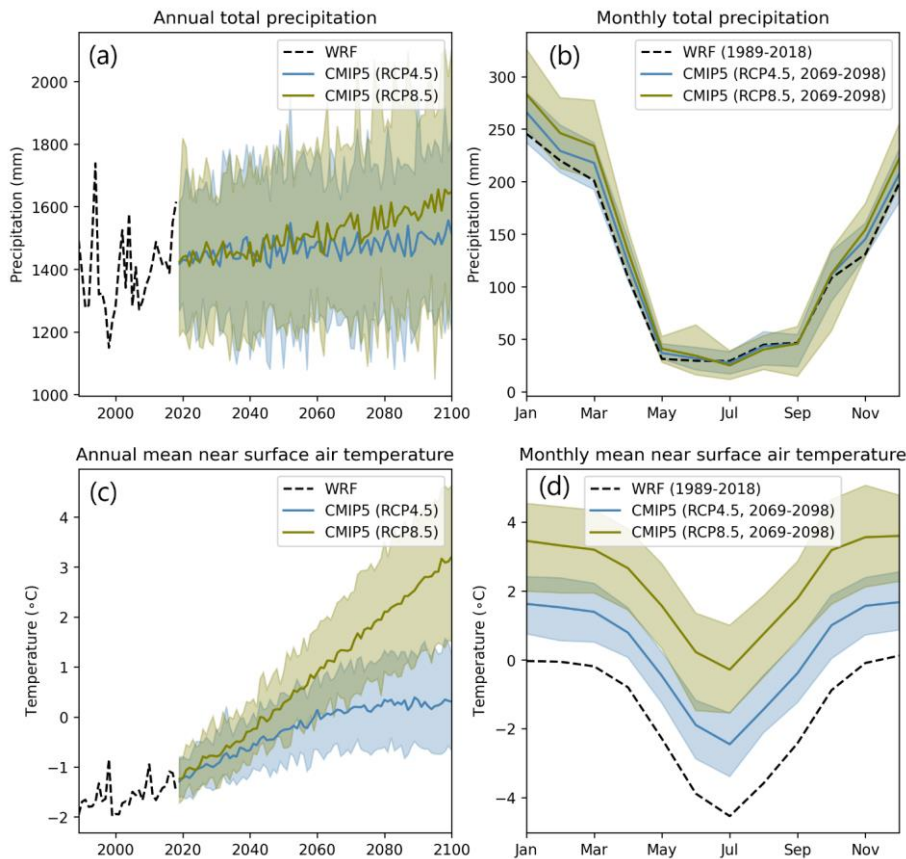 Annual total precipitation
(a)
WRF
CMIP5 (RCP4.5)
CMIP5 (RCP8.5)
Precipitation (mm)
2000
1800
1600
1400
1200
1000
2000 2020 2040 2060 2080 2100
Monthly total precipitation
(b)
WRF (1989-2018)
CMIP5 (RCP4.5, 2069-2098)
CMIP5 (RCP8.5, 2069-2098)
Precipitation (mm)
300
250
200
150
100
50
0
Jan Mar May Jul Sep Nov
Annual mean near surface air temperature
(c)
WRF
CMIP5 (RCP4.5)
CMIP5 (RCP8.5)
Temperature (∘C)
4
3
2
1
0
−1
−2
2000 2020 2040 2060 2080 2100
Monthly mean near surface air temperature
(d)
WRF (1989-2018)
CMIP5 (RCP4.5, 2069-2098)
CMIP5 (RCP8.5, 2069-2098)
Temperature (∘C)
4
2
0
−2
−4
Jan Mar May Jul Sep Nov